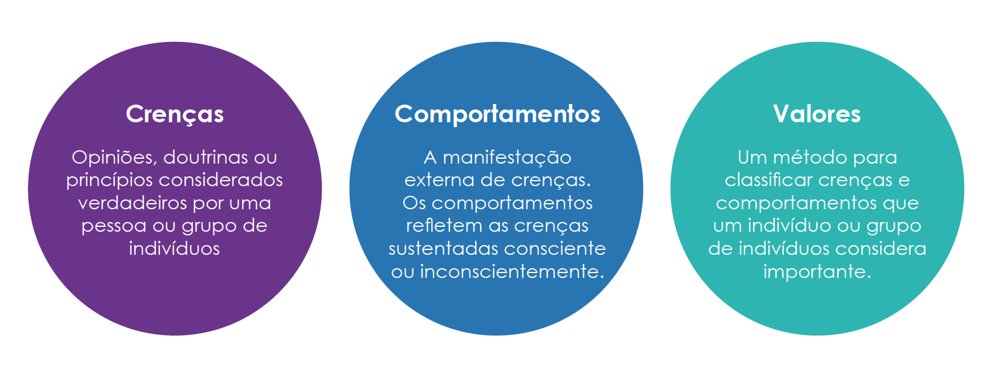 Crenças
Opiniões, doutrinas ou
princípios considerados
verdadeiros por uma
pessoa ou grupo de
indivíduos
Comportamentos
A manifestação
externa de crenças.
Os comportamentos
refletem as crenças
sustentadas consciente
ou inconscientemente.
Valores
Um método para
classificar crenças e
comportamentos que
um indivíduo ou grupo
de indivíduos considera
importante.